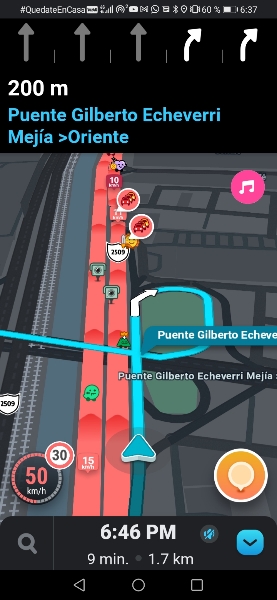 #QuedateEnCasa
60 %
6:37
200 m
Puente Gilberto Echeverri
Mejía >Oriente
10
km/h
2509
Puente Gilberto Echeve
Puente Gilberto Echeverri Mejía >
2509
50
km/h
30
15
km/h
6:46 PM
9 min.
1.7 km